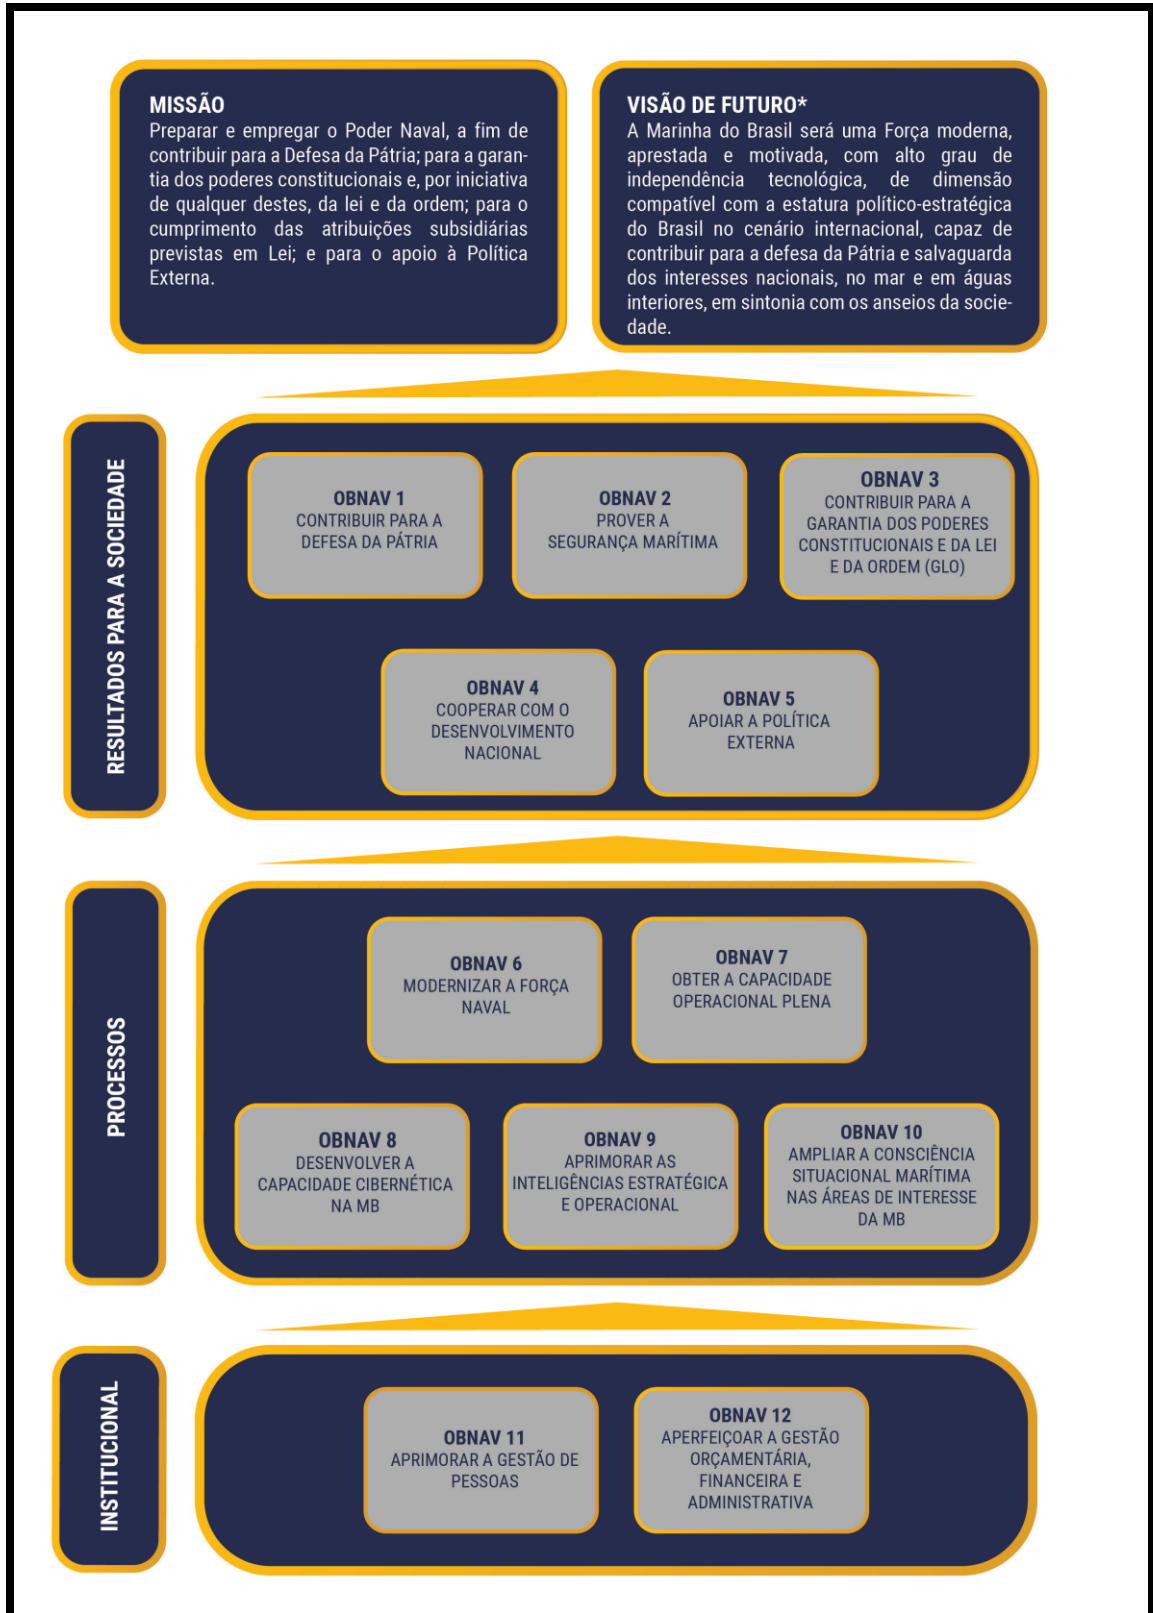 MISSÃO
Preparar e empregar o Poder Naval, a fim de
contribuir para a Defesa da Pátria; para a garan-
tia dos poderes constitucionais e, por iniciativa
de qualquer destes, da lei e da ordem; para o
cumprimento das atribuições subsidiárias
previstas em Lei; e para o apoio à Política
Externa.
VISÃO DE FUTURO*
A Marinha do Brasil será uma Força moderna,
aprestada e motivada, com alto grau de
independência tecnológica, de dimensão
compatível com a estatura político-estratégica
do Brasil no cenário internacional, capaz de
contribuir para a defesa da Pátria e salvaguarda
dos interesses nacionais, no mar e em águas
interiores, em sintonia com os anseios da socie-
dade.
RESULTADOS PARA A SOCIEDADE
OBNAV 1
CONTRIBUIR PARA A
DEFESA DA PÁTRIA
OBNAV 2
PROVER A
SEGURANÇA MARÍTIMA
OBNAV 3
CONTRIBUIR PARA A
GARANTIA DOS PODERES
CONSTITUCIONAIS E DA LEI
E DA ORDEM (GLO)
OBNAV 4
COOPERAR COM O
DESENVOLVIMENTO
NACIONAL
OBNAV 5
APOIAR A POLÍTICA
EXTERNA
PROCESSOS
OBNAV 6
MODERNIZAR A FORÇA
NAVAL
OBNAV 7
OBTER A CAPACIDADE
OPERACIONAL PLENA
OBNAV 8
DESENVOLVER A
CAPACIDADE CIBERNÉTICA
NA MB
OBNAV 9
APRIMORAR AS
INTELIGÊNCIAS ESTRATÉGICA
E OPERACIONAL
OBNAV 10
AMPLIAR A CONSCIÊNCIA
SITUACIONAL MARÍTIMA
NAS ÁREAS DE INTERESSE
DA MB
INSTITUCIONAL
OBNAV 11
APRIMORAR A GESTÃO DE
PESSOAS
OBNAV 12
APERFEIÇOAR A GESTÃO
ORÇAMENTÁRIA,
FINANCEIRA E
ADMINISTRATIVA